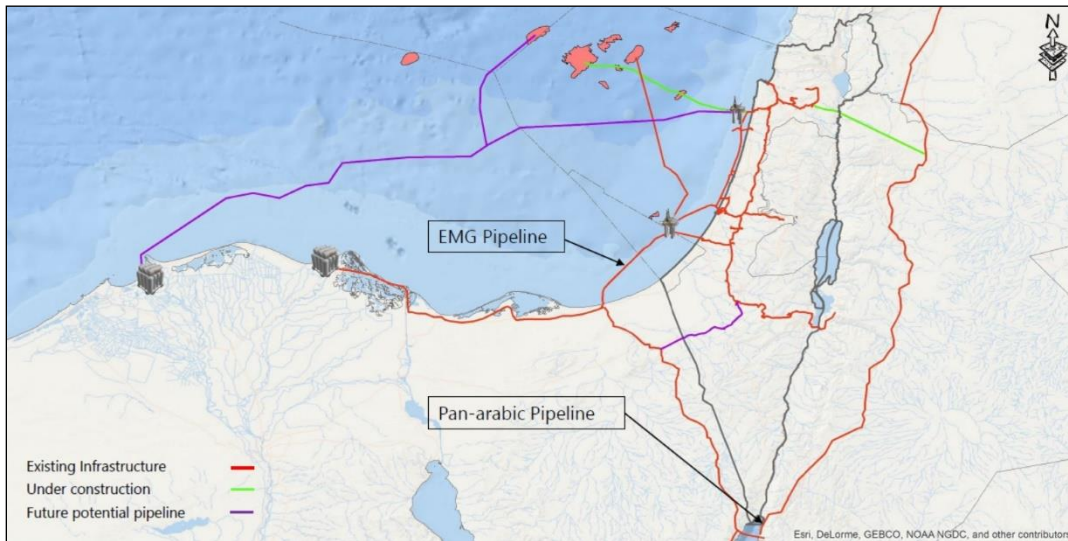 N
EMG Pipeline
Pan-arabic Pipeline
Existing Infrastructure
Under construction
Future potential pipeline
Esri, DeLorme, GEBCO, NOAA NGDC, and other contributors